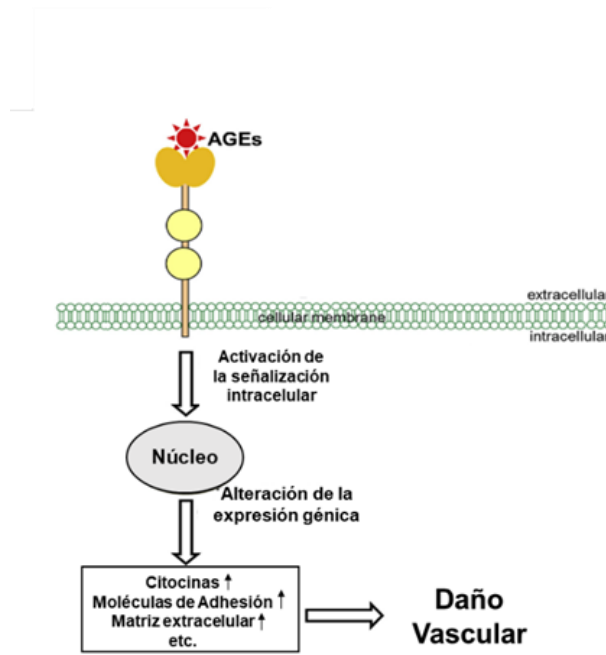 AGEs
extracellular
cellular membrane
intracellular
Activación de
la señalización
intracelular
Núcleo
Alteración de la
expresión génica
Citocinas ↑
Moléculas de Adhesión ↑
Matriz extracelular ↑
etc.
Daño
Vascular